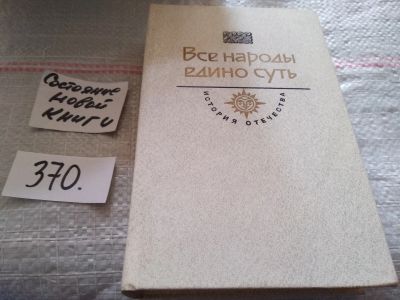 Состояние
новой
книги
370.
Все народы
едино суть
ИСТОРИЯ ОТЕЧЕСТВА